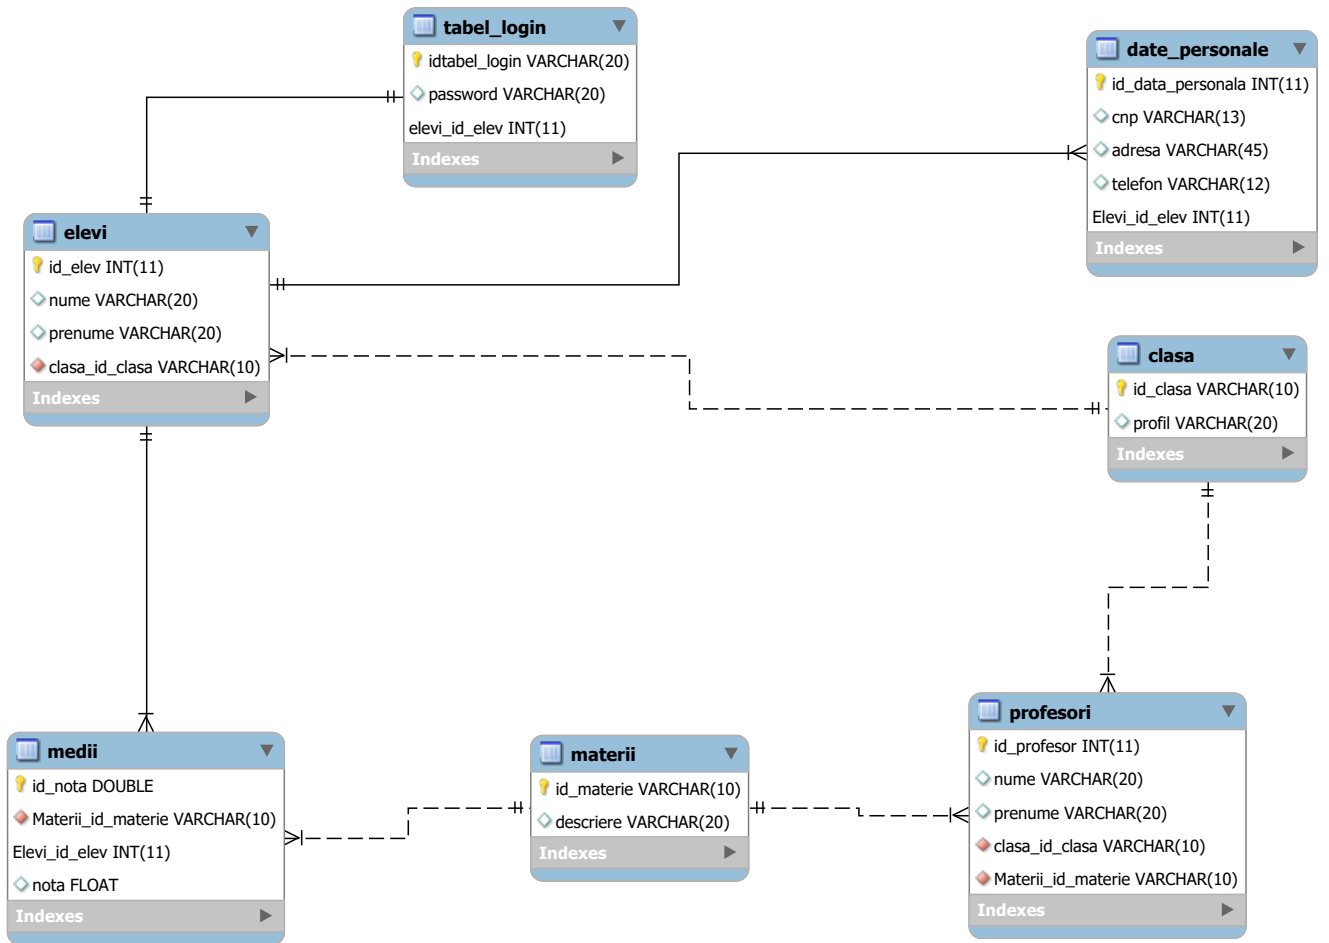 tabel_login
idtabel_login VARCHAR(20)
password VARCHAR(20)
elevi_id_elev INT(11)
Indexes
date_personale
id_data_personala INT(11)
cnp VARCHAR(13)
adresa VARCHAR(45)
telefon VARCHAR(12)
Elevi_id_elev INT(11)
Indexes
elevi
id_elev INT(11)
nume VARCHAR(20)
prenume VARCHAR(20)
clasa_id_clasa VARCHAR(10)
Indexes
clasa
id_clasa VARCHAR(10)
profil VARCHAR(20)
Indexes
medii
id_nota DOUBLE
Materii_id_materie VARCHAR(10)
Elevi_id_elev INT(11)
nota FLOAT
Indexes
materii
id_materie VARCHAR(10)
descriere VARCHAR(20)
Indexes
profesori
id_profesor INT(11)
nume VARCHAR(20)
prenume VARCHAR(20)
clasa_id_clasa VARCHAR(10)
Materii_id_materie VARCHAR(10)
Indexes